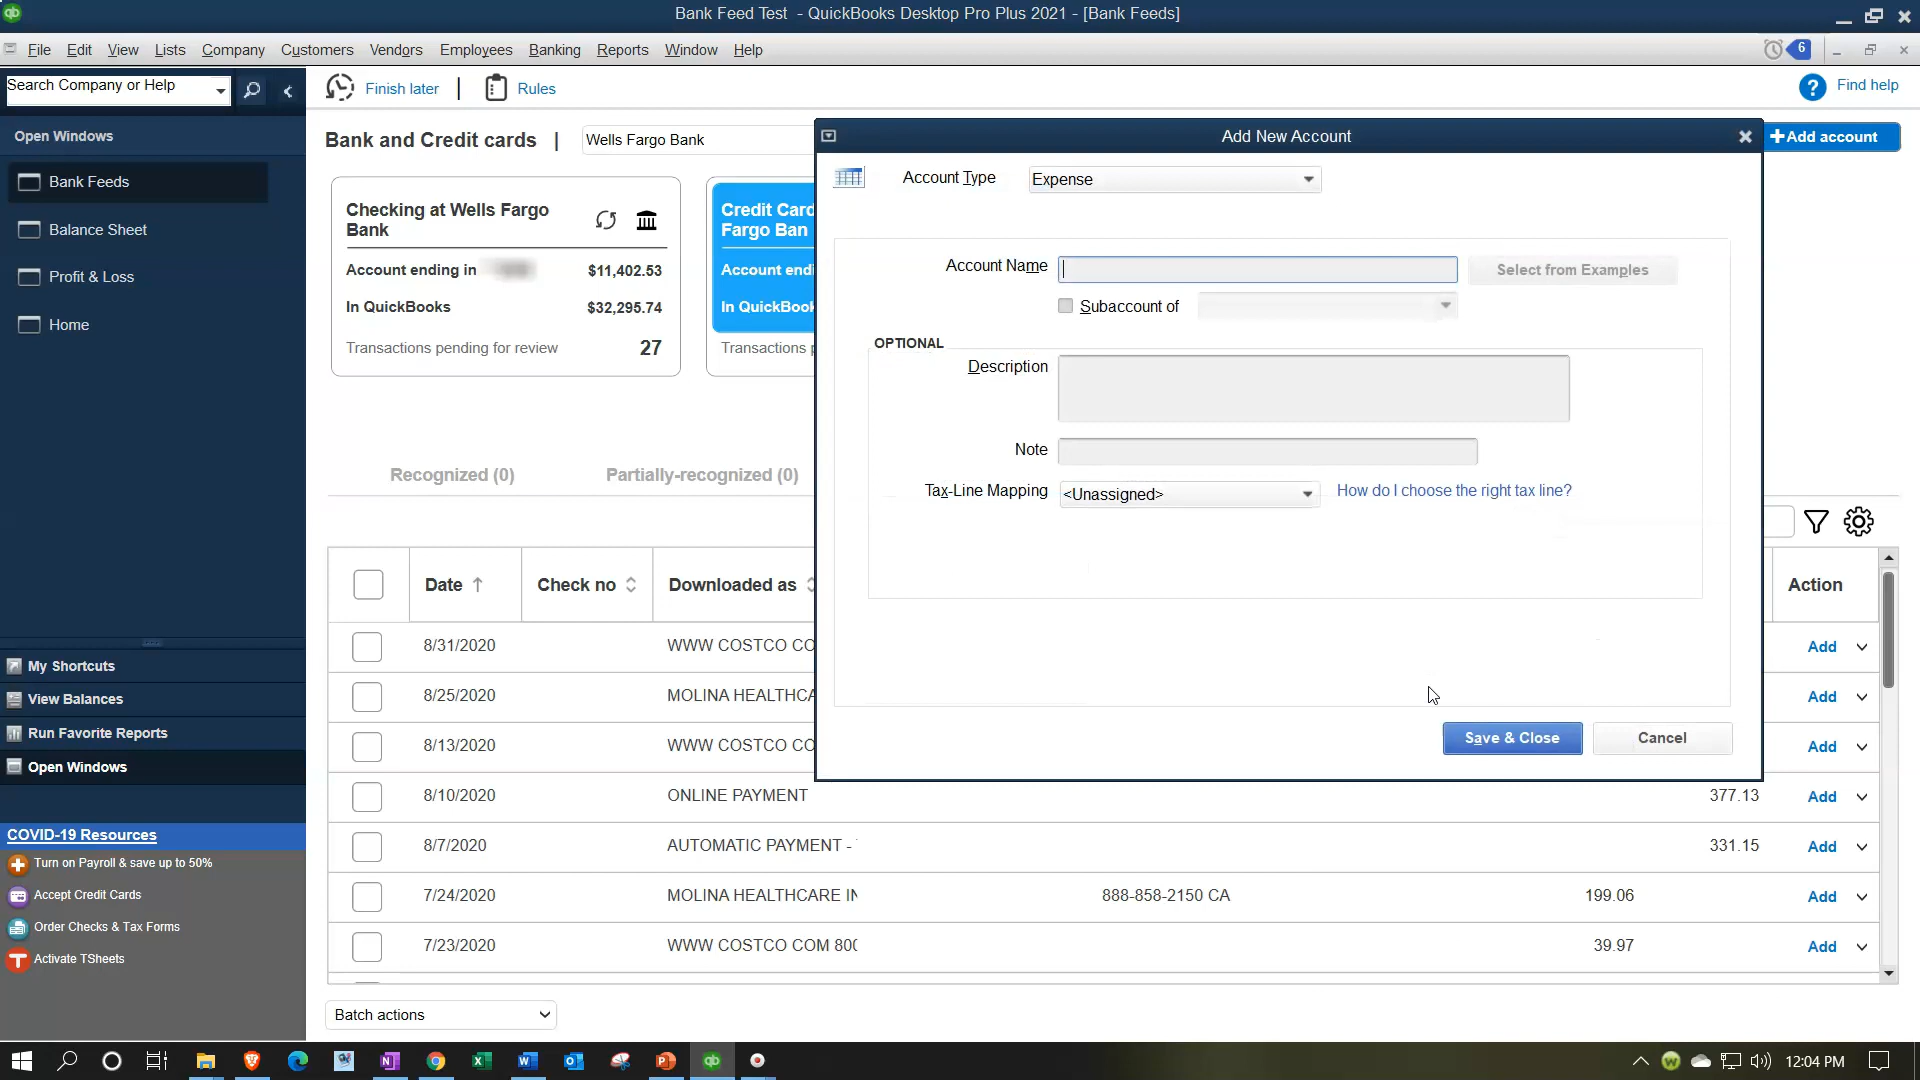 Bank Feed Test - QuickBooks Desktop Pro Plus 2021 - [Bank Feeds]
File Edit View Lists Company Customers Vendors Employees Banking Reports Window Help
6
Search Company or Help
Finish later | Rules
? Find help
Open Windows
Bank Feeds
Balance Sheet
Profit & Loss
Home
Bank and Credit cards | Wells Fargo Bank
+Add account
Checking at Wells Fargo
Bank
Account ending in
$11,402.53
In QuickBooks
$32,295.74
Transactions pending for review
27
Credit Card
Fargo Ban
Account endi
In QuickBook
Transactions p
Add New Account
Account Type
Expense
Account Name
Select from Examples
Subaccount of
OPTIONAL
Description
Note
Tax-Line Mapping
<Unassigned>
How do I choose the right tax line?
Save & Close
Cancel
Recognized (0)
Partially-recognized (0)
Date
Check no
Downloaded as
Action
8/31/2020 WWW COSTCO CO Add
8/25/2020 MOLINA HEALTHCA Add
8/13/2020 WWW COSTCO CO Add
8/10/2020 ONLINE PAYMENT 377.13 Add
8/7/2020 AUTOMATIC PAYMENT - 331.15 Add
7/24/2020 MOLINA HEALTHCARE IN 888-858-2150 CA 199.06 Add
7/23/2020 WWW COSTCO COM 800 39.97 Add
Batch actions
My Shortcuts
View Balances
Run Favorite Reports
Open Windows
COVID-19 Resources
Turn on Payroll & save up to 50%
Accept Credit Cards
Order Checks & Tax Forms
Activate TSheets
12:04 PM